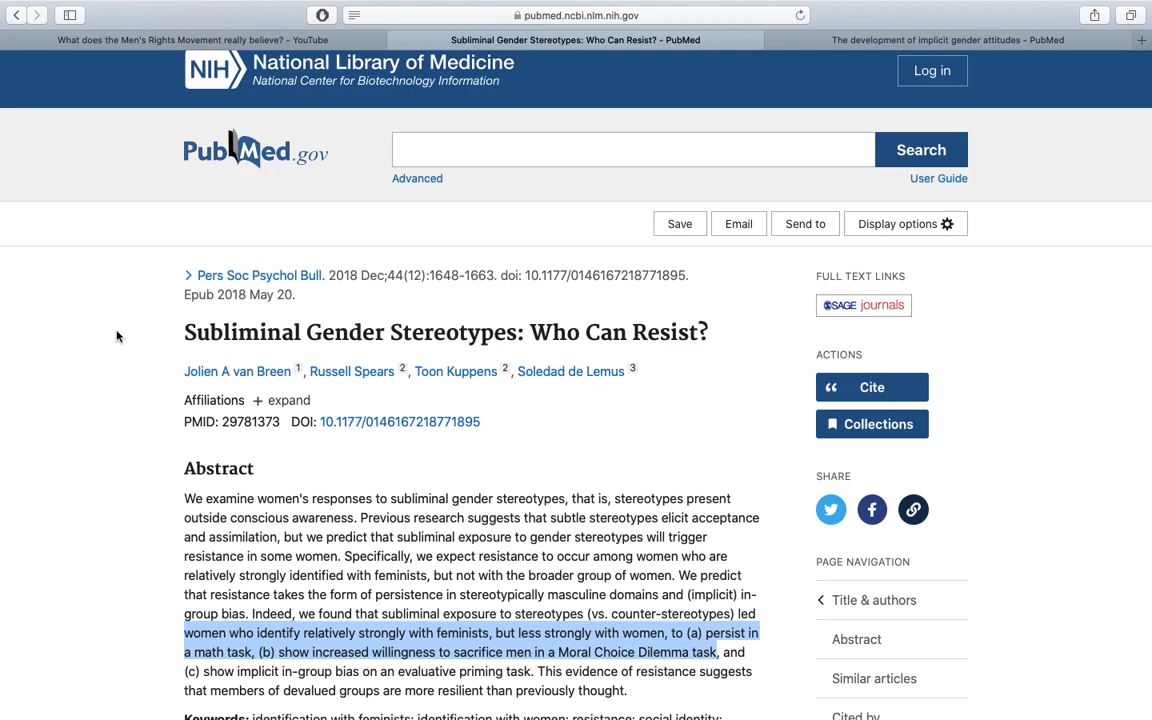 pubmed.ncbi.nlm.nih.gov
What does the Men's Rights Movement really believe? - YouTube
Subliminal Gender Stereotypes: Who Can Resist? - PubMed
The development of implicit gender attitudes - PubMed
NIH
National Library of Medicine
National Center for Biotechnology Information
Log in
PubMed.gov
Search
Advanced
User Guide
Save
Email
Send to
Display options
Pers Soc Psychol Bull. 2018 Dec;44(12):1648-1663. doi: 10.1177/0146167218771895.
Epub 2018 May 20.
Subliminal Gender Stereotypes: Who Can Resist?
Jolien A van Breen 1, Russell Spears 2, Toon Kuppens 2, Soledad de Lemus 3
Affiliations + expand
PMID: 29781373 DOI: 10.1177/0146167218771895
Abstract
We examine women's responses to subliminal gender stereotypes, that is, stereotypes present
outside conscious awareness. Previous research suggests that subtle stereotypes elicit acceptance
and assimilation, but we predict that subliminal exposure to gender stereotypes will trigger
resistance in some women. Specifically, we expect resistance to occur among women who are
relatively strongly identified with feminists, but not with the broader group of women. We predict
that resistance takes the form of persistence in stereotypically masculine domains and (implicit) in-
group bias. Indeed, we found that subliminal exposure to stereotypes (vs. counter-stereotypes) led
women who identify relatively strongly with feminists, but less strongly with women, to (a) persist in
a math task, (b) show increased willingness to sacrifice men in a Moral Choice Dilemma task, and
(c) show implicit in-group bias on an evaluative priming task. This evidence of resistance suggests
that members of devalued groups are more resilient than previously thought.
Keywords: identification with feminists; identification with women; resistance; social identity;
FULL TEXT LINKS
SAGE journals
ACTIONS
Cite
Collections
SHARE
PAGE NAVIGATION
Title & authors
Abstract
Similar articles
Cited by